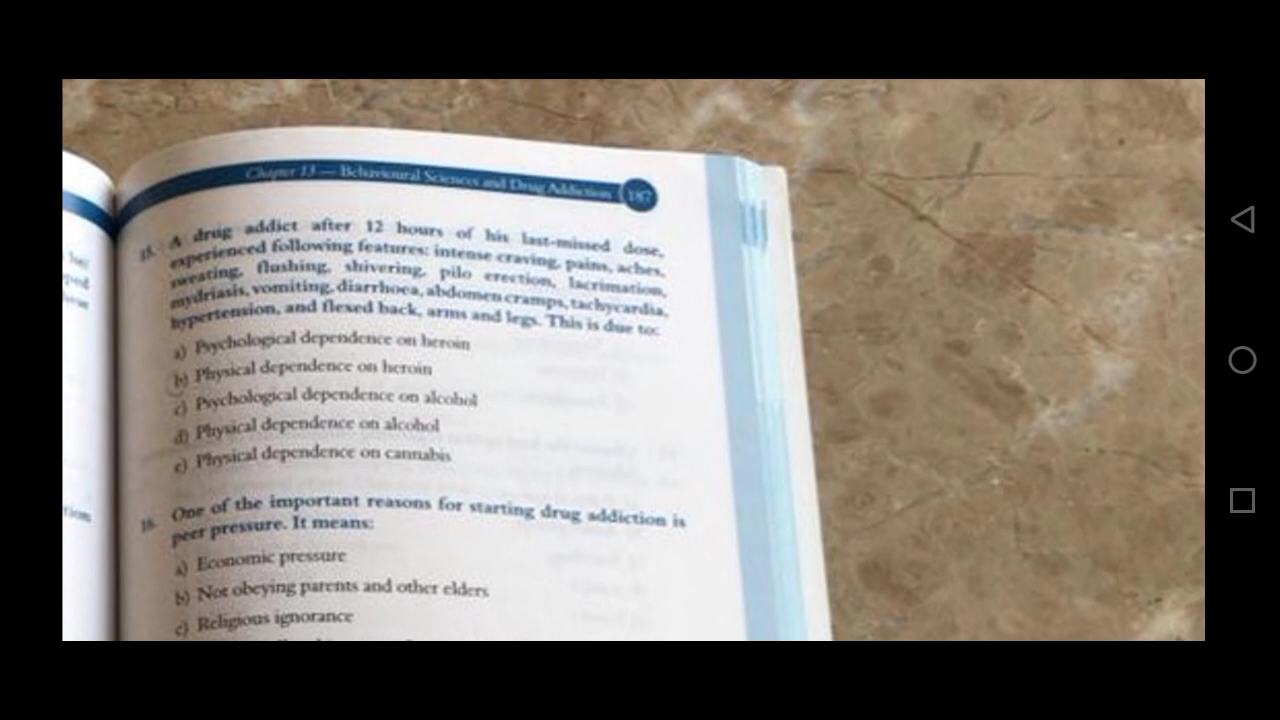 Chapter 13 — Behavioural Sciences and Drug Addiction 187
15. A drug addict after 12 hours of his last-missed dose,
experienced following features: intense craving, pains, aches,
sweating, flushing, shivering, pilo erection, lacrimation,
mydriasis, vomiting, diarrhoea, abdomen cramps, tachycardia,
hypertension, and flexed back, arms and legs. This is due to:
a) Psychological dependence on heroin
b) Physical dependence on heroin
c) Psychological dependence on alcohol
d) Physical dependence on alcohol
e) Physical dependence on cannabis
16. One of the important reasons for starting drug addiction is
peer pressure. It means:
a) Economic pressure
b) Not obeying parents and other elders
c) Religious ignorance